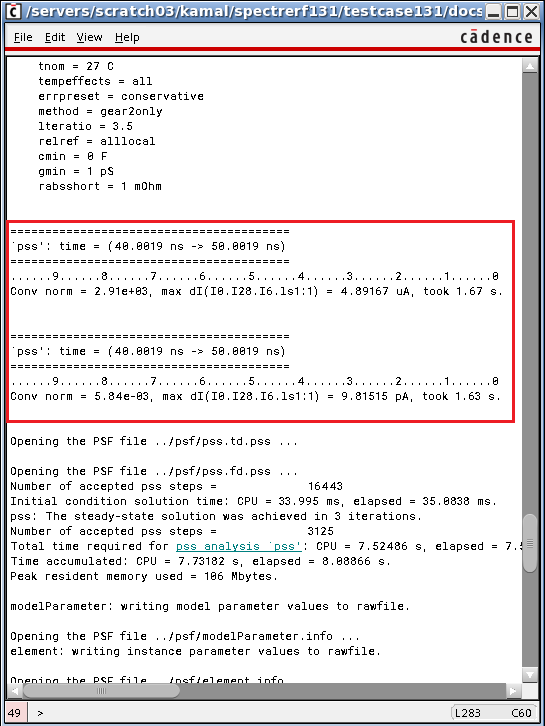 /servers/scratch03/kamal/spectrerf131/testcase131/docs
File Edit View Help
cādence
tnom = 27 C
tempeffects = all
errpreset = conservative
method = gear2only
lteratio = 3.5
relref = alllocal
cmin = 0 F
gmin = 1 pS
rabsshort = 1 mOhm
========================================
`pss': time = (40.0019 ns -> 50.0019 ns)
========================================
......9......8......7......6......5......4......3......2......1......0
Conv norm = 2.91e+03, max dI(I0.I28.I6.ls1:1) = 4.89167 uA, took 1.67 s.
========================================
`pss': time = (40.0019 ns -> 50.0019 ns)
========================================
......9......8......7......6......5......4......3......2......1......0
Conv norm = 5.84e-03, max dI(I0.I28.I6.ls1:1) = 9.81515 pA, took 1.63 s.
Opening the PSF file ../psf/pss.td.pss ...
Opening the PSF file ../psf/pss.fd.pss ...
Number of accepted pss steps = 16443
Initial condition solution time: CPU = 33.995 ms, elapsed = 35.0838 ms.
pss: The steady-state solution was achieved in 3 iterations.
Number of accepted pss steps = 3125
Total time required for pss analysis `pss': CPU = 7.52486 s, elapsed = 7.5
Time accumulated: CPU = 7.73182 s, elapsed = 8.08866 s.
Peak resident memory used = 106 Mbytes.
modelParameter: writing model parameter values to rawfile.
Opening the PSF file ../psf/modelParameter.info ...
element: writing instance parameter values to rawfile.
Opening the PSF file ../psf/element.info
49 > L283 C60